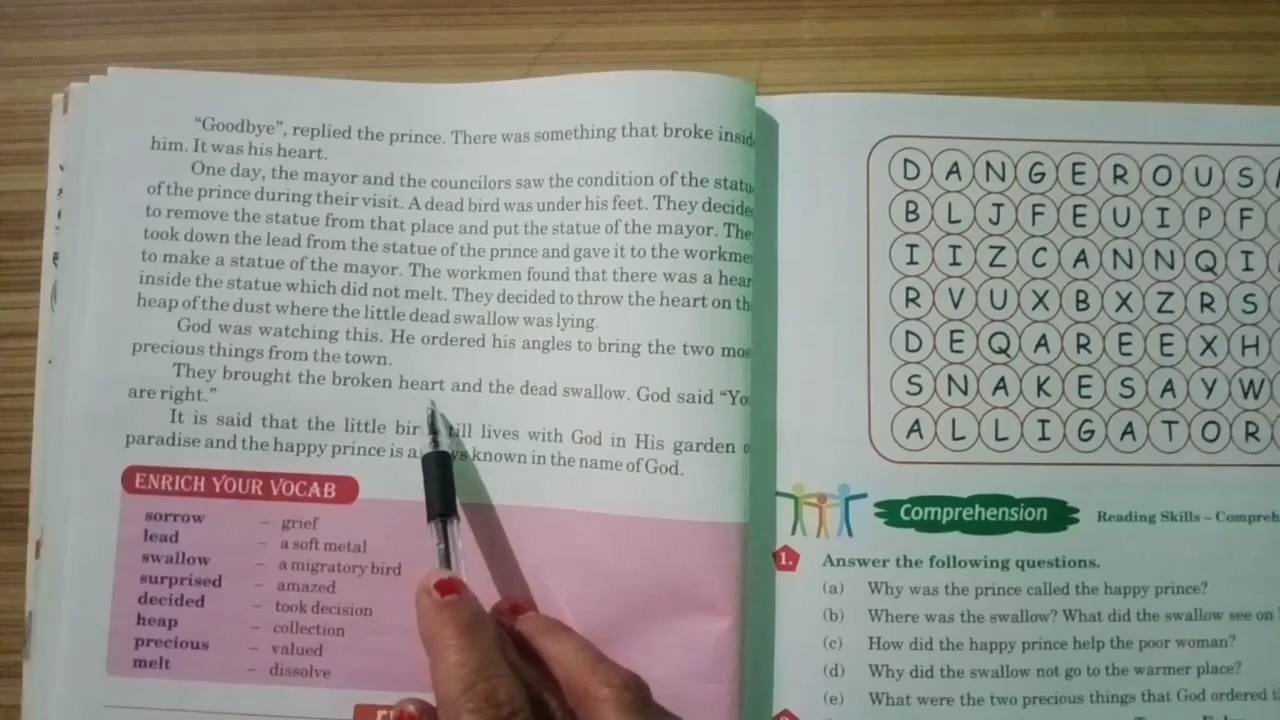 "Goodbye", replied the prince. There was something that broke insid
him. It was his heart.
One day, the mayor and the councilors saw the condition of the statu
of the prince during their visit. A dead bird was under his feet. They decide
to remove the statue from that place and put the statue of the mayor. The
took down the lead from the statue of the prince and gave it to the workme
to make a statue of the mayor. The workmen found that there was a hear
inside the statue which did not melt. They decided to throw the heart on th
heap of the dust where the little dead swallow was lying.
God was watching this. He ordered his angles to bring the two mos
precious things from the town.
They brought the broken heart and the dead swallow. God said "Yo
are right."
It is said that the little bir till lives with God in His garden o
paradise and the happy prince is a ys known in the name of God.
ENRICH YOUR VOCAB
sorrow – grief
lead – a soft metal
swallow – a migratory bird
surprised – amazed
decided – took decision
heap – collection
precious – valued
melt – dissolve
D A N G E R O U S
B L J F E U I P F
I I Z C A N N Q I
R V U X B X Z R S
D E Q A R E E X H
S N A K E S A Y W
A L L I G A T O R
Comprehension
Reading Skills – Compreh
1. Answer the following questions.
(a) Why was the prince called the happy prince?
(b) Where was the swallow? What did the swallow see on
(c) How did the happy prince help the poor woman?
(d) Why did the swallow not go to the warmer place?
(e) What were the two precious things that God ordered t